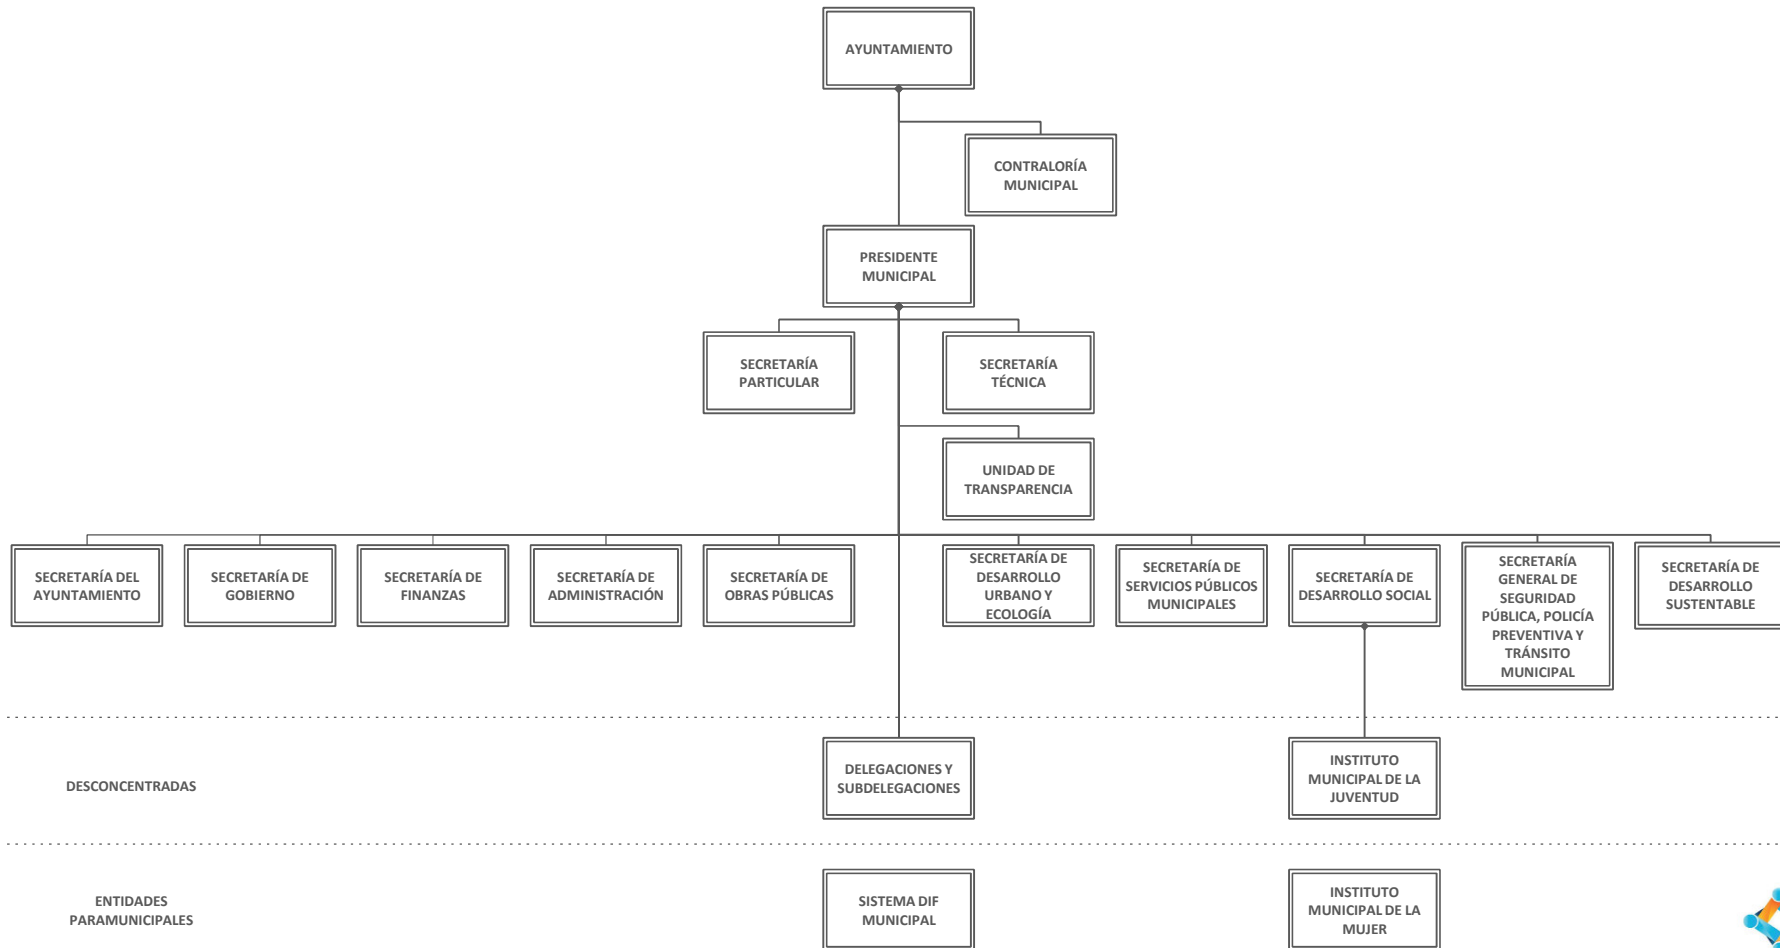 AYUNTAMIENTO
CONTRALORÍA
MUNICIPAL
PRESIDENTE
MUNICIPAL
SECRETARÍA
PARTICULAR
SECRETARÍA
TÉCNICA
UNIDAD DE
TRANSPARENCIA
SECRETARÍA DEL
AYUNTAMIENTO
SECRETARÍA DE
GOBIERNO
SECRETARÍA DE
FINANZAS
SECRETARÍA DE
ADMINISTRACIÓN
SECRETARÍA DE
OBRAS PÚBLICAS
SECRETARÍA DE
DESARROLLO
URBANO Y
ECOLOGÍA
SECRETARÍA DE
SERVICIOS PÚBLICOS
MUNICIPALES
SECRETARÍA DE
DESARROLLO SOCIAL
SECRETARÍA
GENERAL DE
SEGURIDAD
PÚBLICA, POLICÍA
PREVENTIVA Y
TRÁNSITO
MUNICIPAL
SECRETARÍA DE
DESARROLLO
SUSTENTABLE
DESCONCENTRADAS
DELEGACIONES Y
SUBDELEGACIONES
INSTITUTO
MUNICIPAL DE LA
JUVENTUD
ENTIDADES
PARAMUNICIPALES
SISTEMA DIF
MUNICIPAL
INSTITUTO
MUNICIPAL DE LA
MUJER